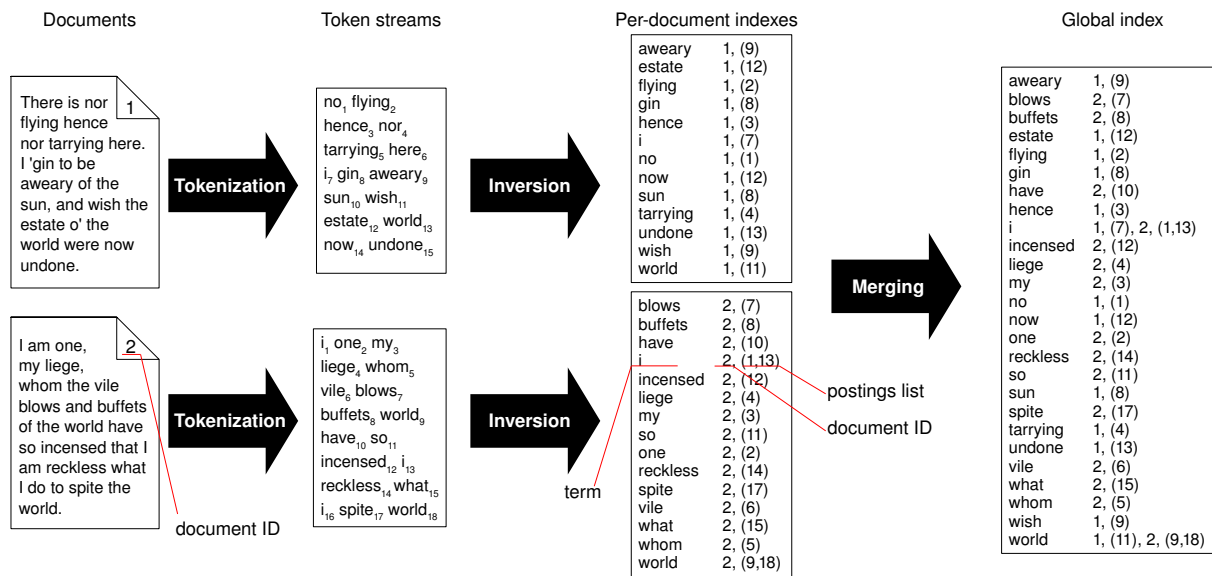 Documents
Token streams
Per-document indexes
Global index
1
There is nor
flying hence
nor tarrying here.
I 'gin to be
aweary of the
sun, and wish the
estate o' the
world were now
undone.
Tokenization
no1 flying2
hence3 nor4
tarrying5 here6
i7 gin8 aweary9
sun10 wish11
estate12 world13
now14 undone15
Inversion
aweary 1, (9)
estate 1, (12)
flying 1, (2)
gin 1, (8)
hence 1, (3)
i 1, (7)
no 1, (1)
now 1, (12)
sun 1, (8)
tarrying 1, (4)
undone 1, (13)
wish 1, (9)
world 1, (11)
2
I am one,
my liege,
whom the vile
blows and buffets
of the world have
so incensed that I
am reckless what
I do to spite the
world.
document ID
Tokenization
i1 one2 my3
liege4 whom5
vile6 blows7
buffets8 world9
have10 so11
incensed12 i13
reckless14 what15
i16 spite17 world18
Inversion
blows 2, (7)
buffets 2, (8)
have 2, (10)
i 2, (1,13)
incensed 2, (12)
liege 2, (4)
my 2, (3)
so 2, (11)
one 2, (2)
reckless 2, (14)
spite 2, (17)
vile 2, (6)
what 2, (15)
whom 2, (5)
world 2, (9,18)
term
postings list
document ID
Merging
aweary 1, (9)
blows 2, (7)
buffets 2, (8)
estate 1, (12)
flying 1, (2)
gin 1, (8)
have 2, (10)
hence 1, (3)
i 1, (7), 2, (1,13)
incensed 2, (12)
liege 2, (4)
my 2, (3)
no 1, (1)
now 1, (12)
one 2, (2)
reckless 2, (14)
so 2, (11)
sun 1, (8)
spite 2, (17)
tarrying 1, (4)
undone 1, (13)
vile 2, (6)
what 2, (15)
whom 2, (5)
wish 1, (9)
world 1, (11), 2, (9,18)